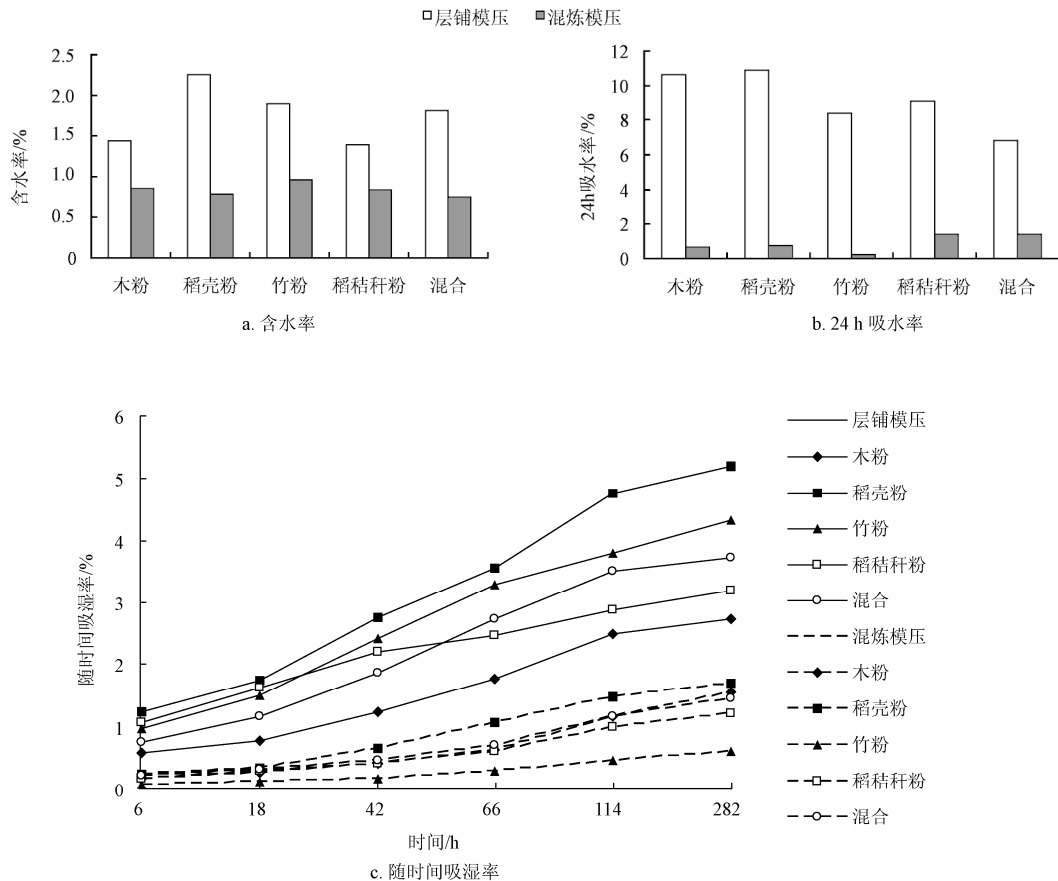 层铺模压 混炼模压
含水率/%
2.5
2.0
1.5
1.0
0.5
0
木粉 稻壳粉 竹粉 稻秸秆粉 混合
a. 含水率
24h吸水率/%
12
10
8
6
4
2
0
木粉 稻壳粉 竹粉 稻秸秆粉 混合
b. 24 h 吸水率
随时间吸湿率/%
6
5
4
3
2
1
0
6 18 42 66 114 282
时间/h
层铺模压
木粉
稻壳粉
竹粉
稻秸秆粉
混合
混炼模压
木粉
稻壳粉
竹粉
稻秸秆粉
混合
c. 随时间吸湿率